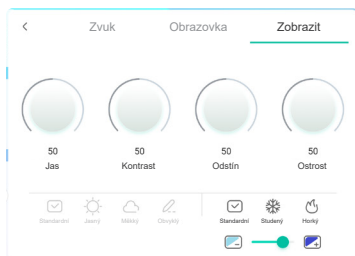 Zvuk Obrazovka Zobrazit
50 50 50 50
Jas Kontrast Odstín Ostrost
Standardní Jasný Měkký Obvyklý Standardní Studený Horký